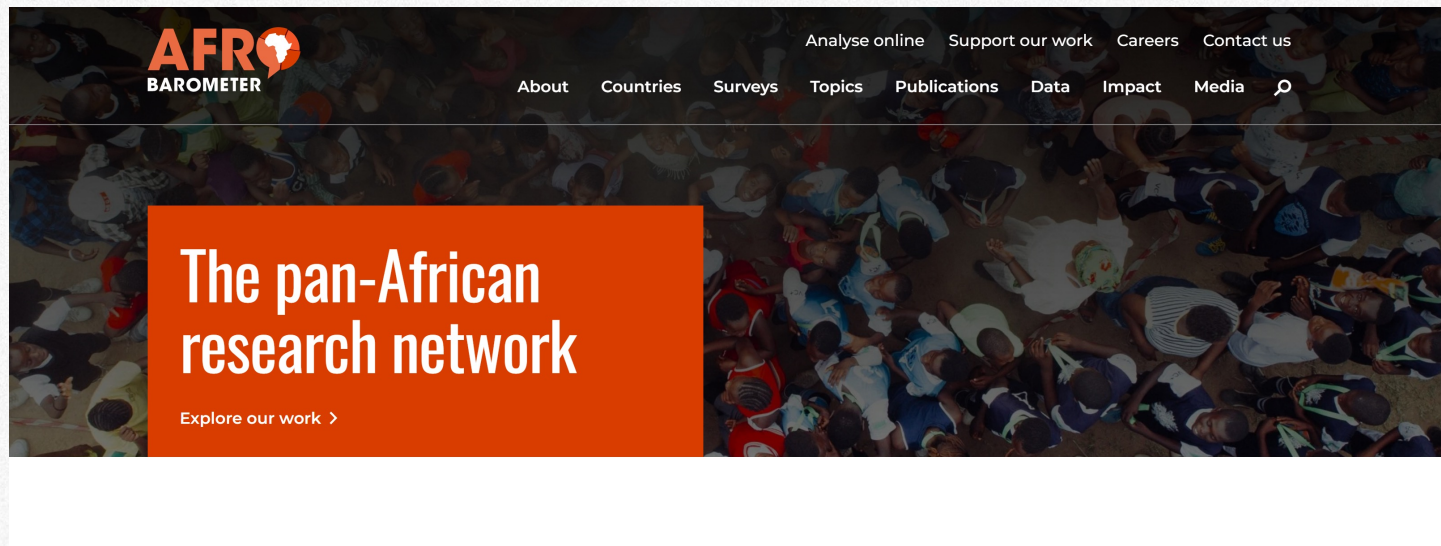 AFRO
BAROMETER
Analyse online Support our work Careers Contact us
About Countries Surveys Topics Publications Data Impact Media
The pan-African
research network
Explore our work